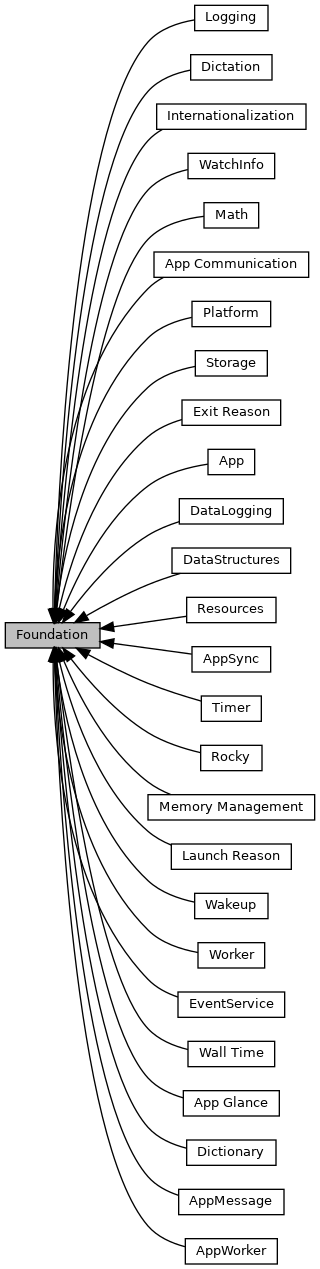 Logging
Dictation
Internationalization
WatchInfo
Math
App Communication
Platform
Storage
Exit Reason
App
DataLogging
DataStructures
Resources
Foundation
AppSync
Timer
Rocky
Memory Management
Launch Reason
Wakeup
Worker
EventService
Wall Time
App Glance
Dictionary
AppMessage
AppWorker